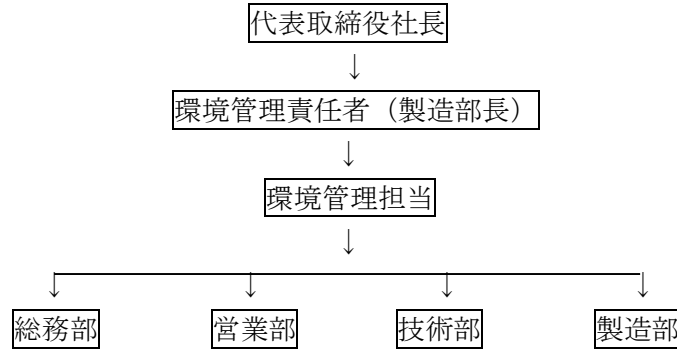 代表取締役社長
↓
環境管理責任者（製造部長）
↓
環境管理担当
↓
↓ ↓ ↓ ↓
総務部 営業部 技術部 製造部